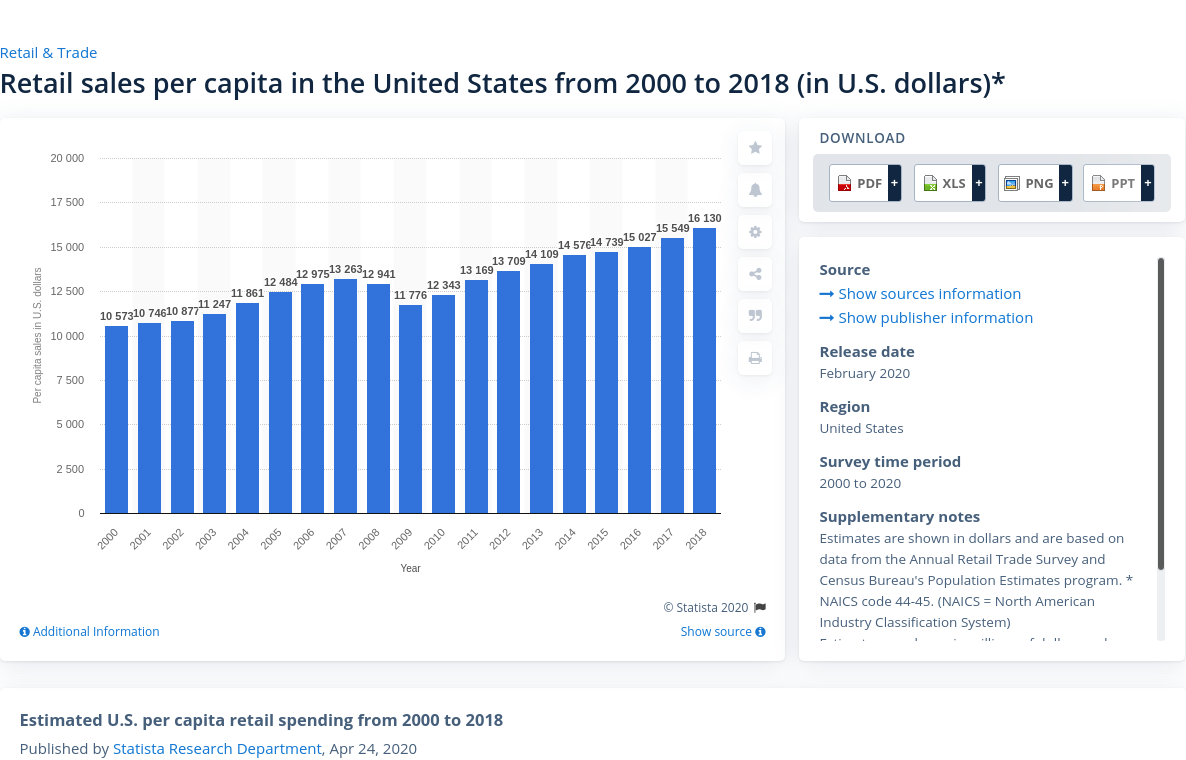 Retail & Trade
Retail sales per capita in the United States from 2000 to 2018 (in U.S. dollars)*
20 000
17 500
15 000
12 500
10 000
7 500
5 000
2 500
0
Per capita sales in U.S. dollars
10 573
10 746
10 877
11 247
11 861
12 484
12 975
13 263
12 941
11 776
12 343
13 169
13 709
14 109
14 576
14 739
15 027
15 549
16 130
2000
2001
2002
2003
2004
2005
2006
2007
2008
2009
2010
2011
2012
2013
2014
2015
2016
2017
2018
Year
© Statista 2020
Additional Information
Show source
DOWNLOAD
PDF +
XLS +
PNG +
PPT +
Source
Show sources information
Show publisher information
Release date
February 2020
Region
United States
Survey time period
2000 to 2020
Supplementary notes
Estimates are shown in dollars and are based on
data from the Annual Retail Trade Survey and
Census Bureau's Population Estimates program. *
NAICS code 44-45. (NAICS = North American
Industry Classification System)
Estimated U.S. per capita retail spending from 2000 to 2018
Published by Statista Research Department, Apr 24, 2020